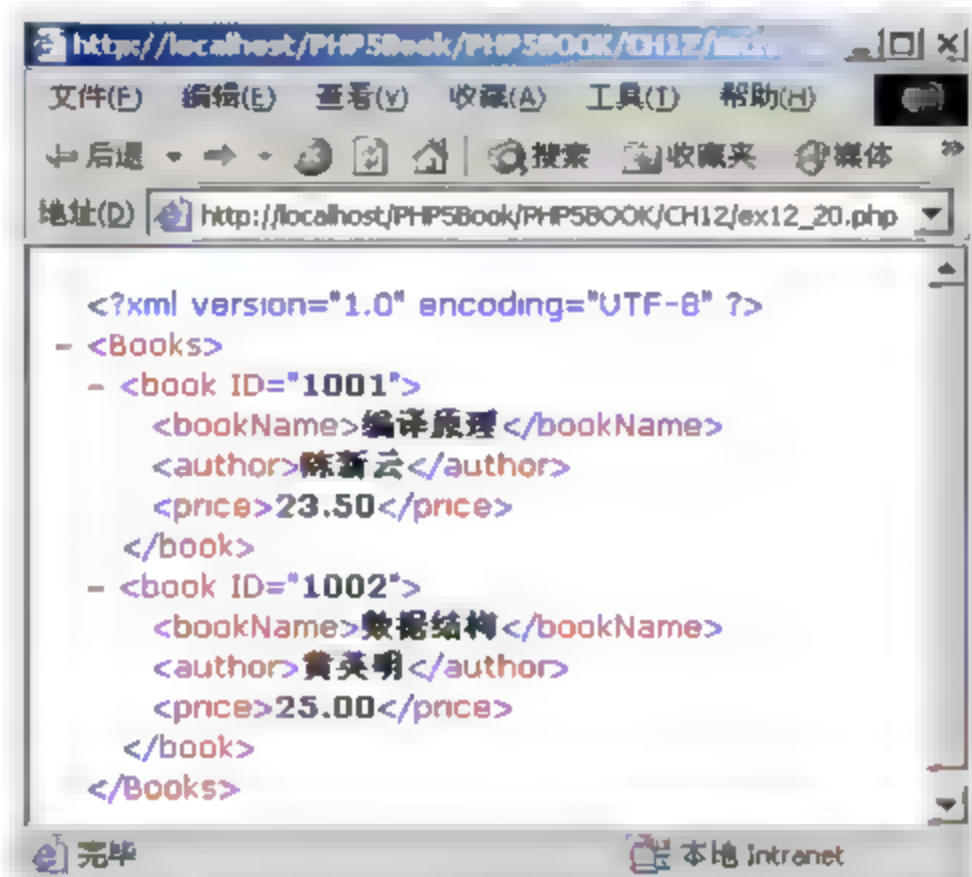 http://localhost/PHP5Book/PHP5BOOK/CH12/
文件(F) 编辑(E) 查看(V) 收藏(A) 工具(T) 帮助(H)
后退 搜索 收藏夹 媒体 »
地址(D) http://localhost/PHP5Book/PHP5BOOK/CH12/ex12_20.php
<?xml version="1.0" encoding="UTF-8" ?>
- <Books>
- <book ID="1001">
<bookName>编译原理</bookName>
<author>陈新云</author>
<price>23.50</price>
</book>
- <book ID="1002">
<bookName>数据结构</bookName>
<author>黄英明</author>
<price>25.00</price>
</book>
</Books>
完毕 本地 Intranet